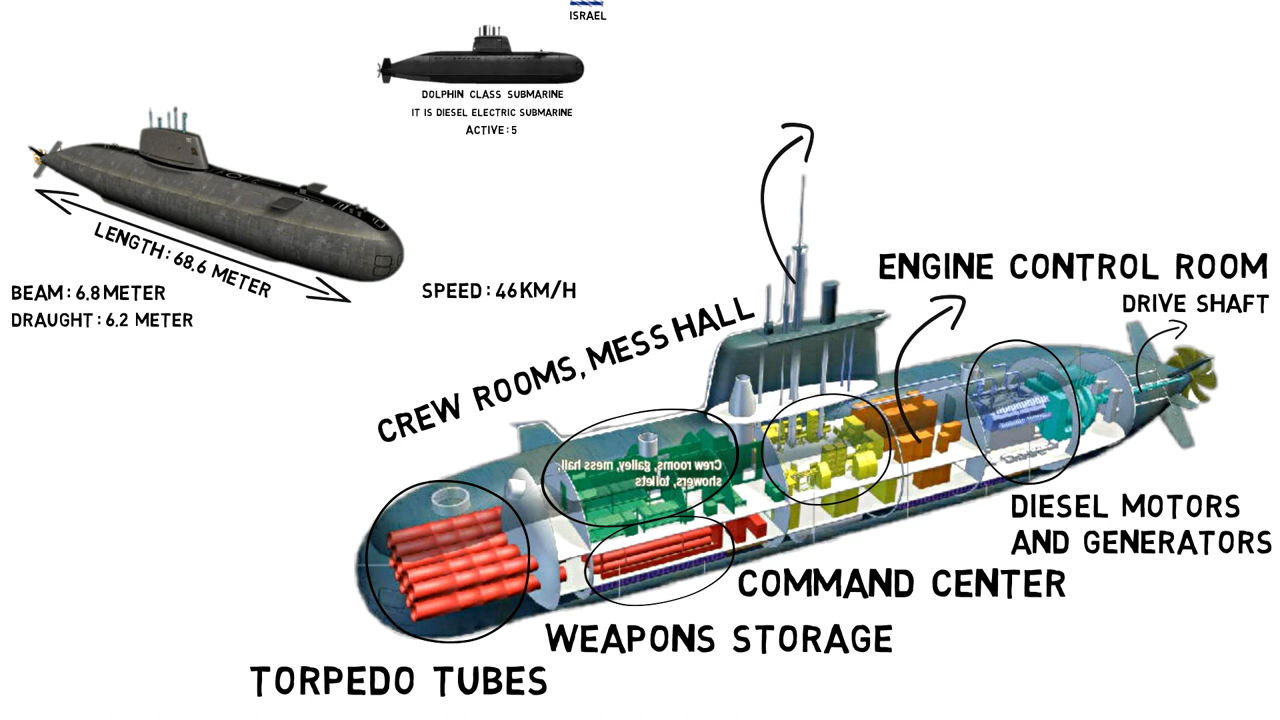 ISRAEL
DOLPHIN CLASS SUBMARINE
IT IS DIESEL ELECTRIC SUBMARINE
ACTIVE: 5
LENGTH: 68.6 METER
BEAM: 6.8 METER
DRAUGHT: 6.2 METER
SPEED: 46KM/H
ENGINE CONTROL ROOM
DRIVE SHAFT
CREW ROOMS, MESS HALL
Crew rooms, galley, mess hall,
showers, toilets
DIESEL MOTORS
AND GENERATORS
COMMAND CENTER
WEAPONS STORAGE
TORPEDO TUBES